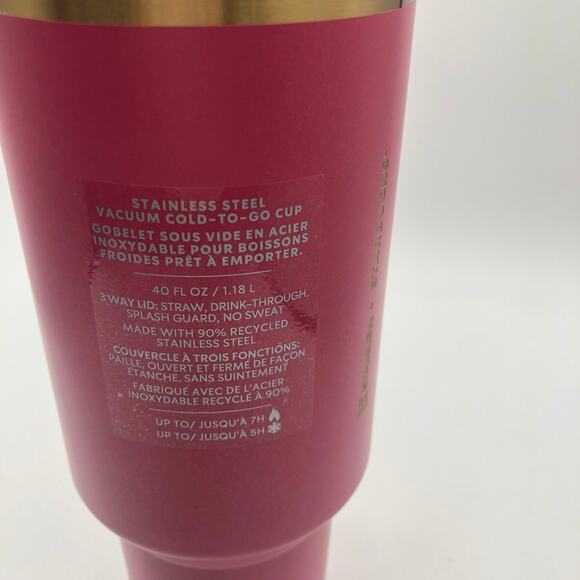 STAINLESS STEEL
VACUUM COLD-TO-GO CUP
GOBELET SOUS VIDE EN ACIER
INOXYDABLE POUR BOISSONS
FROIDES PRÊT À EMPORTER.
40 FL OZ / 1.18 L
3 WAY LID: STRAW, DRINK-THROUGH,
SPLASH GUARD, NO SWEAT
MADE WITH 90% RECYCLED
STAINLESS STEEL
COUVERCLE À TROIS FONCTIONS:
PAILLE, OUVERT ET FERMÉ DE FAÇON
ÉTANCHE, SANS SUINTEMENT
FABRIQUÉ AVEC DE L'ACIER
INOXYDABLE RECYCLÉ À 90%
UP TO/ JUSQU'À 7H
UP TO/ JUSQU'À 5H
STANLEY + STARBUCKS